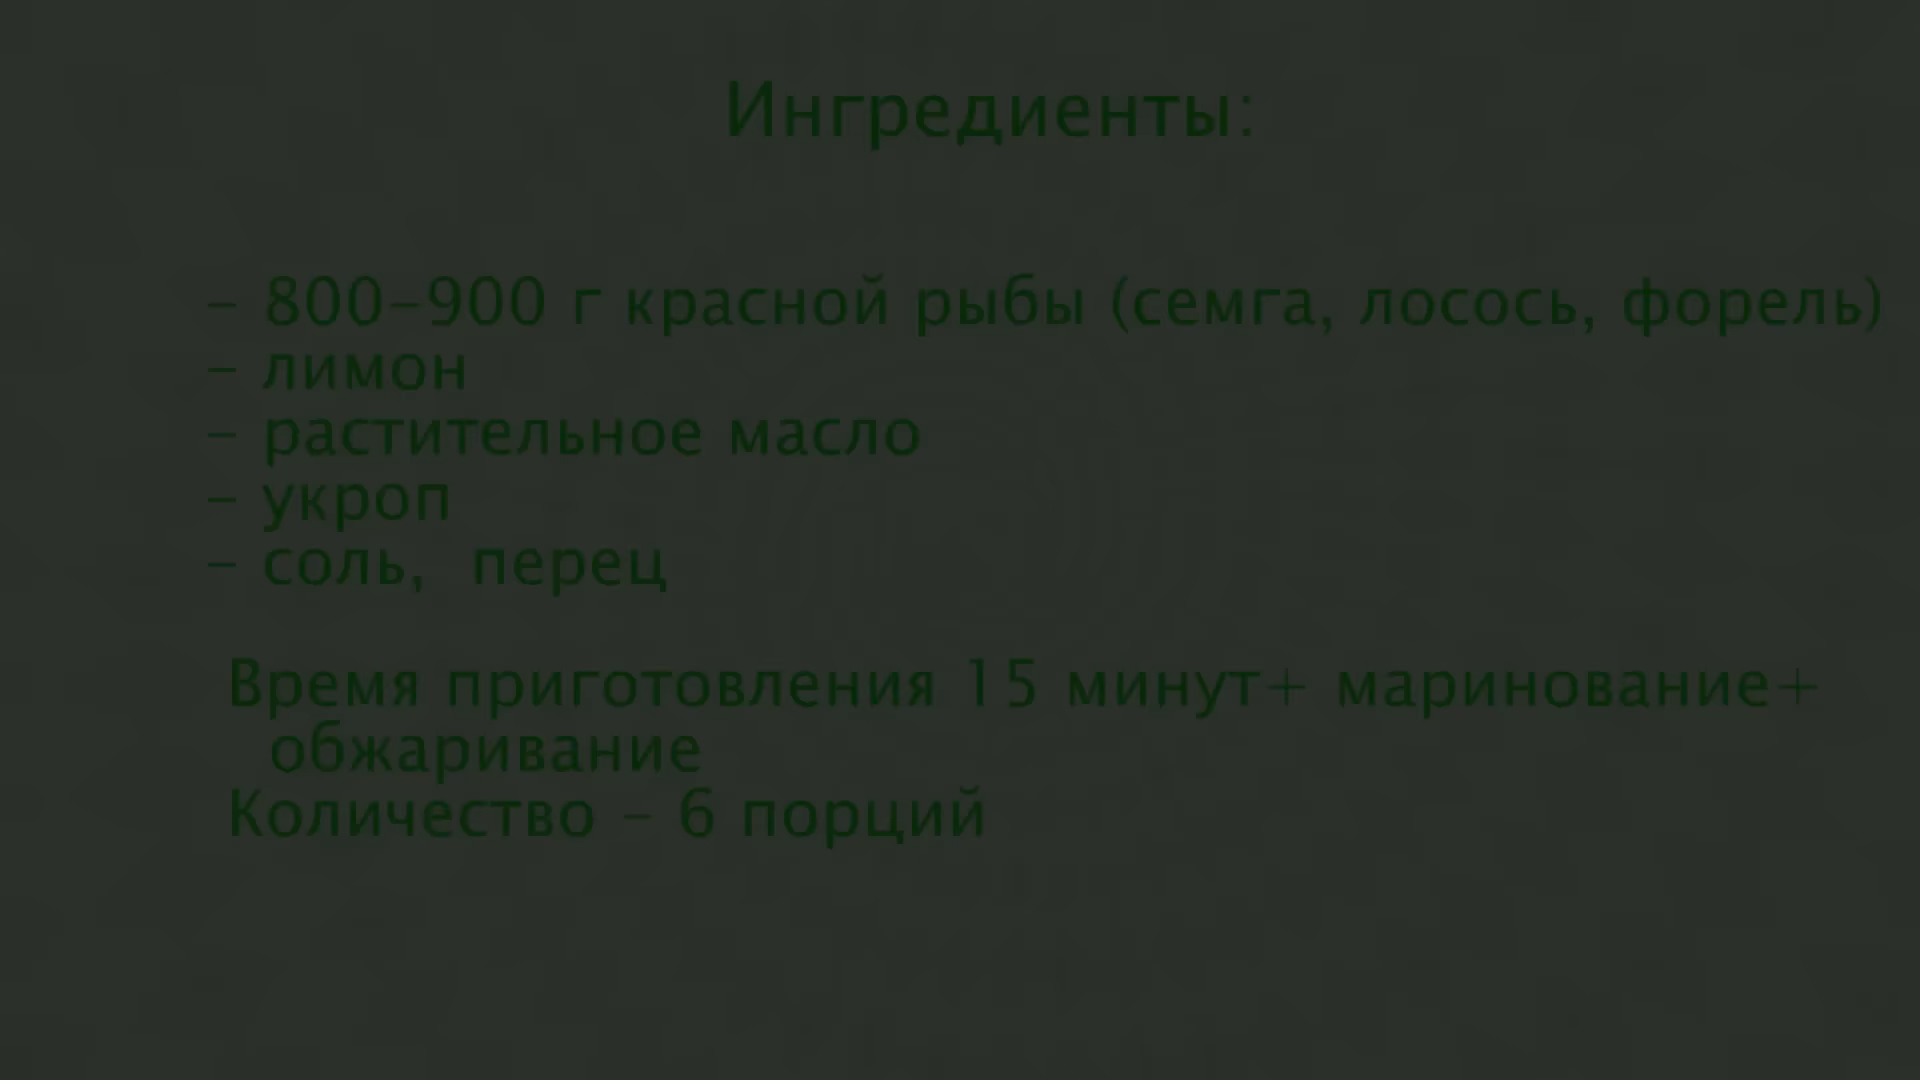 Ингредиенты:
- 800-900 г красной рыбы (семга, лосось, форель)
- лимон
- растительное масло
- укроп
- соль, перец
Время приготовления 15 минут+ маринование+
обжаривание
Количество - 6 порций